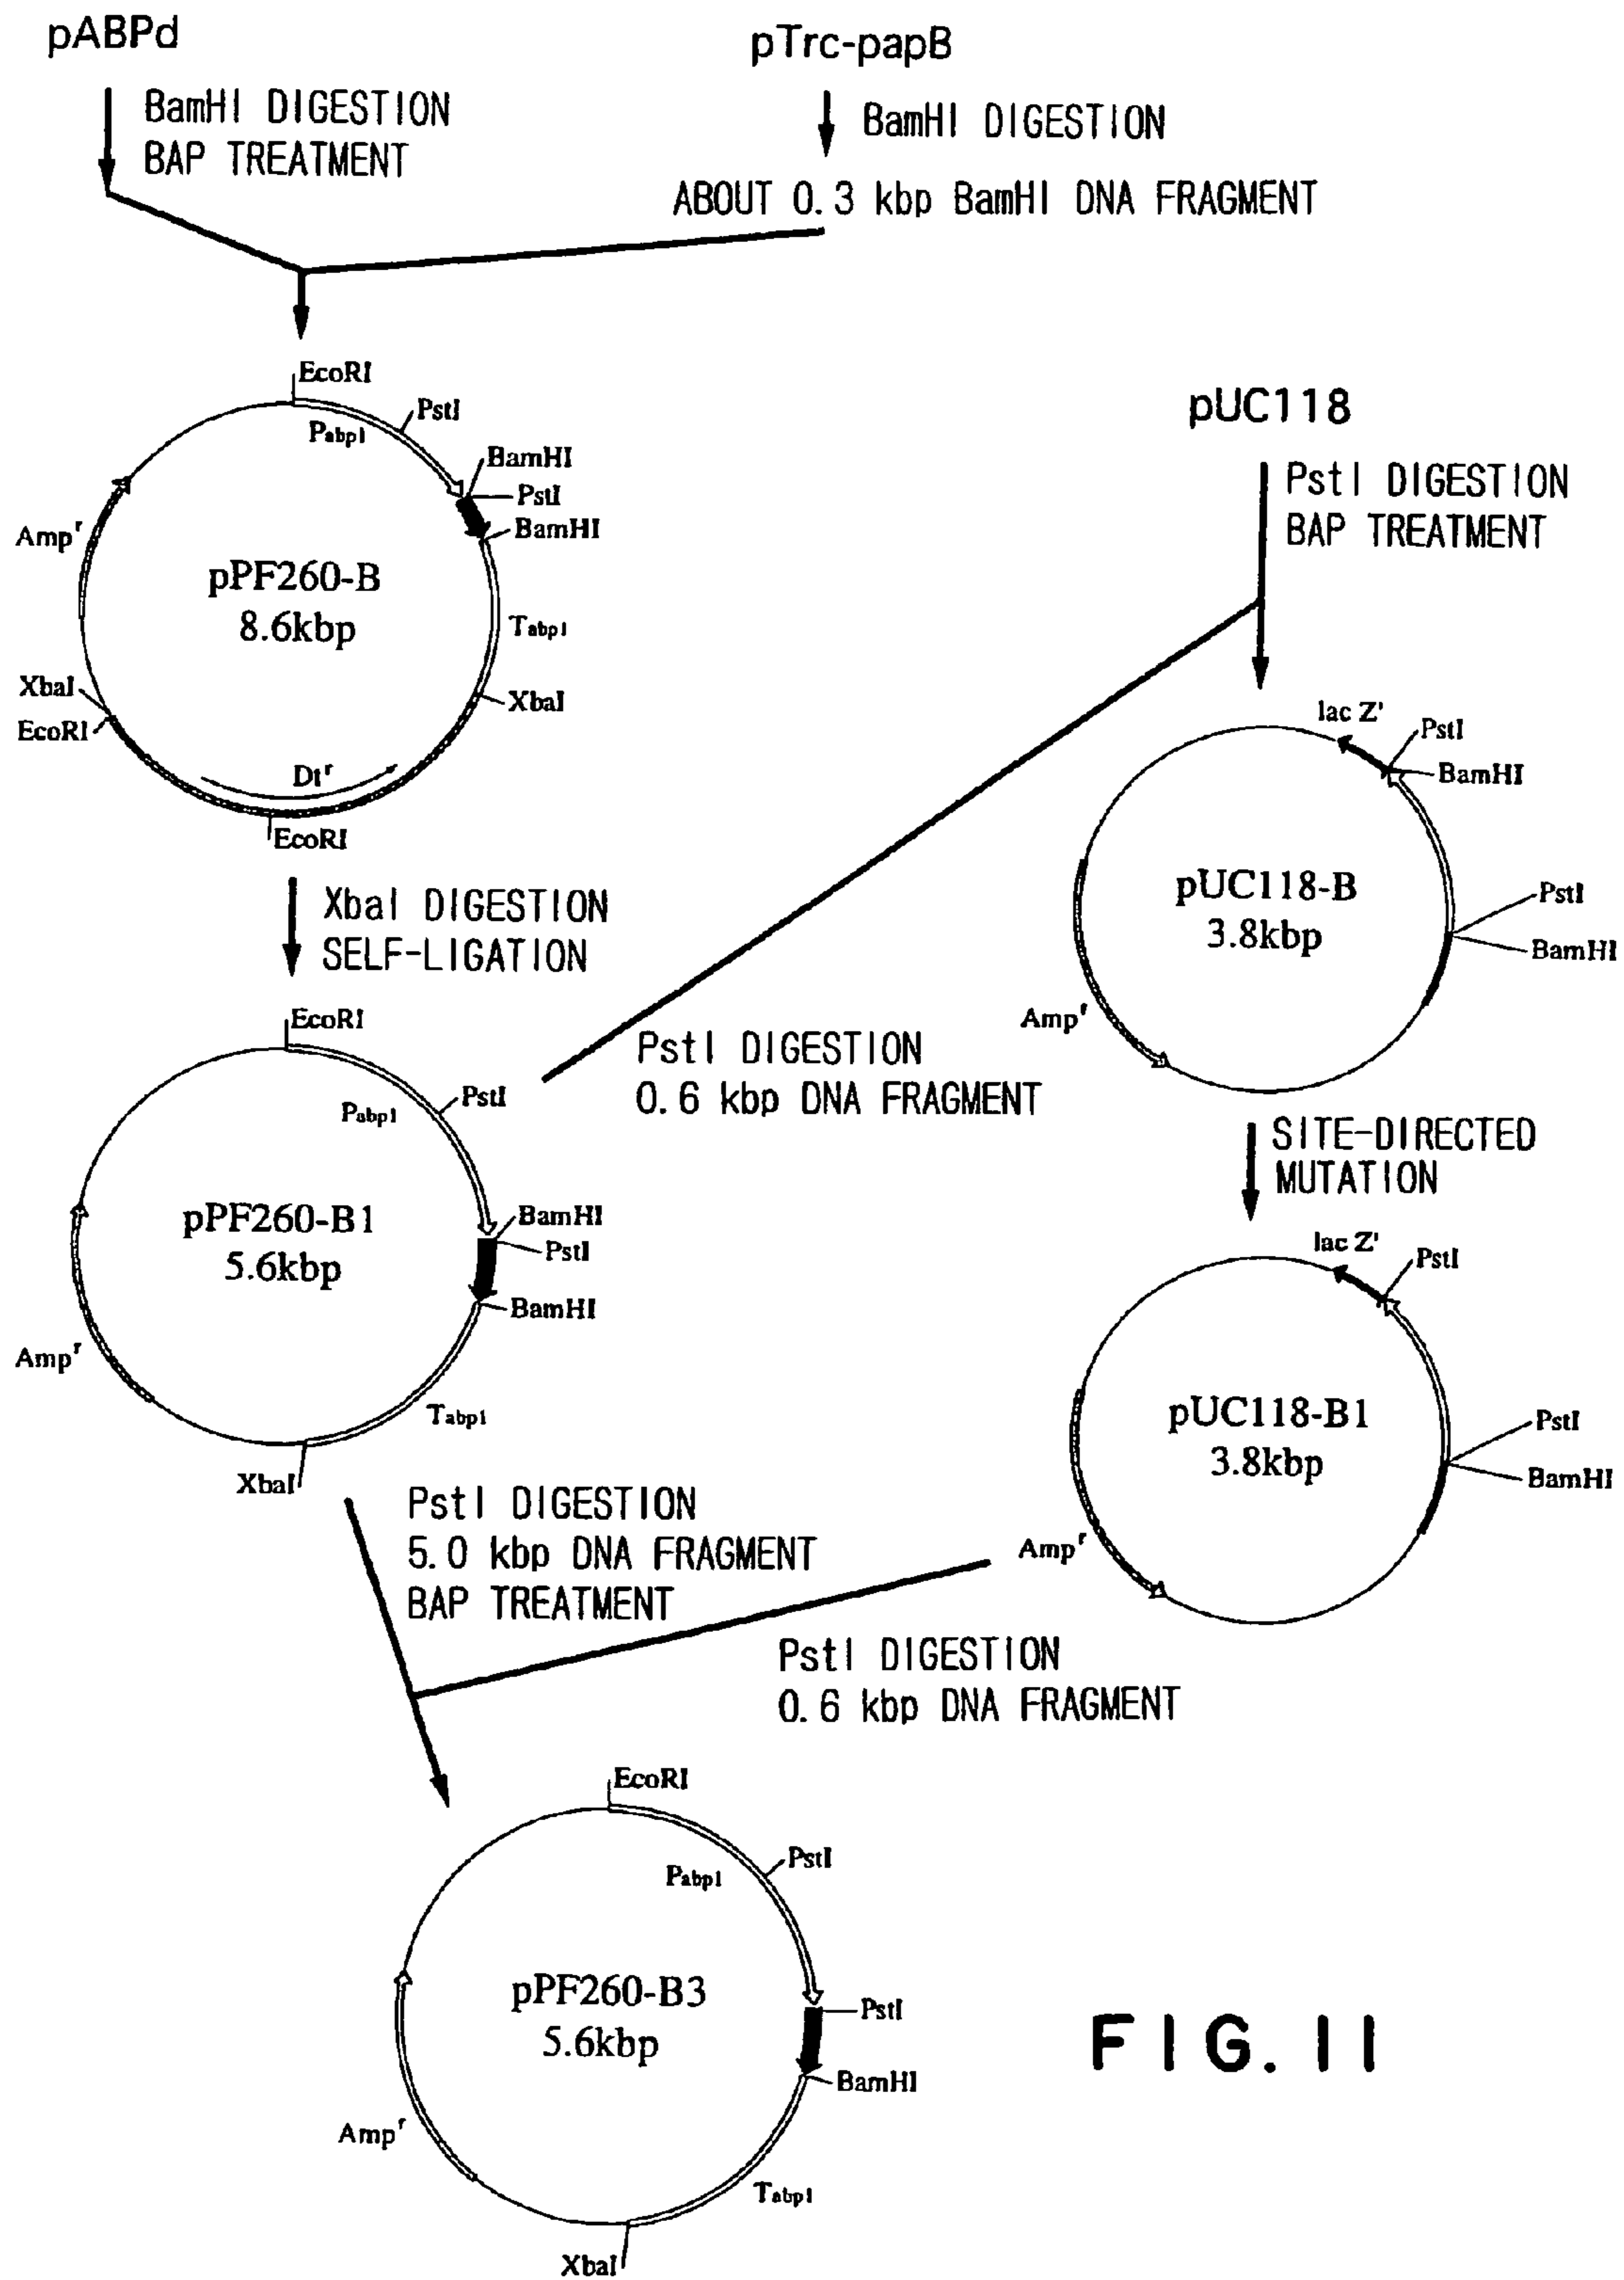 pABPd
pTrc-papB
BamHI DIGESTION
BAP TREATMENT
BamHI DIGESTION
ABOUT 0.3 kbp BamHI DNA FRAGMENT
EcoRI
PstI
Pabp1
BamHI
PstI
BamHI
Ampr
pPF260-B
8.6kbp
Tabp1
XbaI
XbaI
EcoRI
Dtr
EcoRI
pUC118
PstI DIGESTION
BAP TREATMENT
XbaI DIGESTION
SELF-LIGATION
lac Z'
PstI
BamHI
pUC118-B
3.8kbp
PstI
BamHI
Ampr
EcoRI
PstI
Pabp1
PstI DIGESTION
0.6 kbp DNA FRAGMENT
pPF260-B1
5.6kbp
BamHI
PstI
BamHI
Ampr
Tabp1
XbaI
SITE-DIRECTED
MUTATION
lac Z'
PstI
pUC118-B1
3.8kbp
PstI
BamHI
Ampr
PstI DIGESTION
5.0 kbp DNA FRAGMENT
BAP TREATMENT
PstI DIGESTION
0.6 kbp DNA FRAGMENT
EcoRI
PstI
Pabp1
pPF260-B3
5.6kbp
PstI
BamHI
Ampr
Tabp1
XbaI
FIG. 11